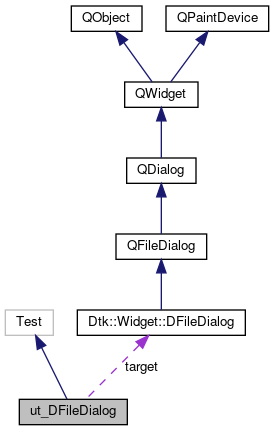 QObject
QPaintDevice
QWidget
QDialog
QFileDialog
Test
Dtk::Widget::DFileDialog
target
ut_DFileDialog